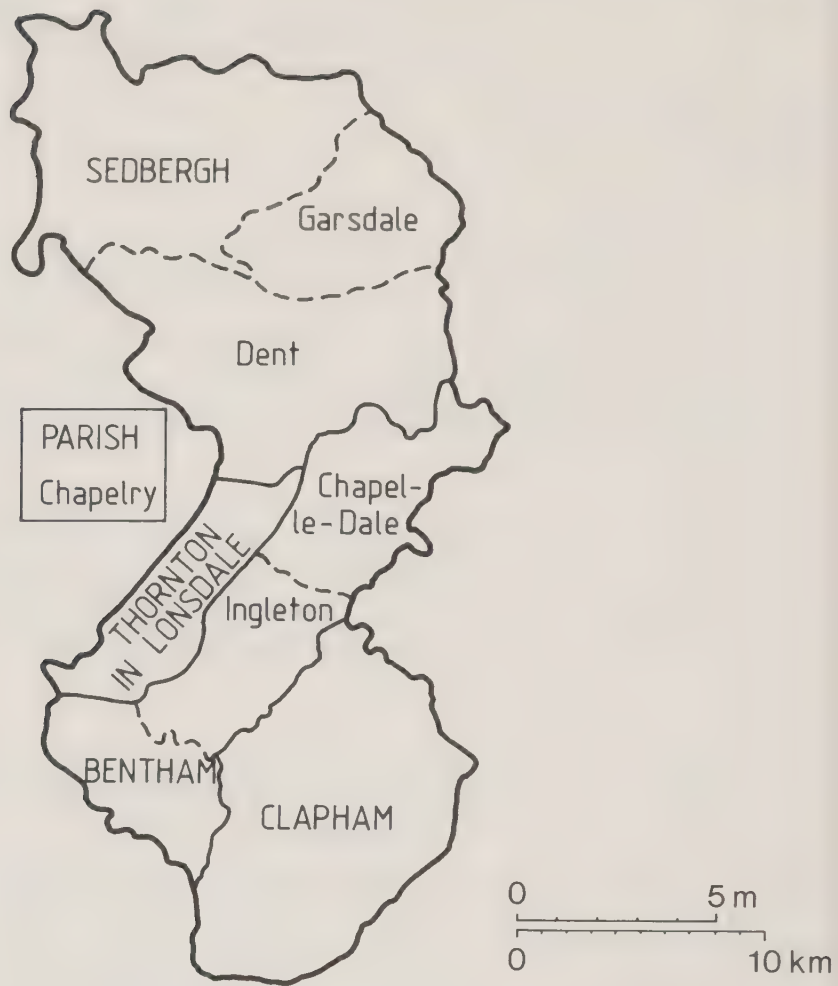 SEDBERGH
Garsdale
Dent
PARISH
Chapelry
Chapel-
le-Dale
THORNTON
IN LONSDALE
Ingleton
BENTHAM
CLAPHAM
0 5 m
0 10 km